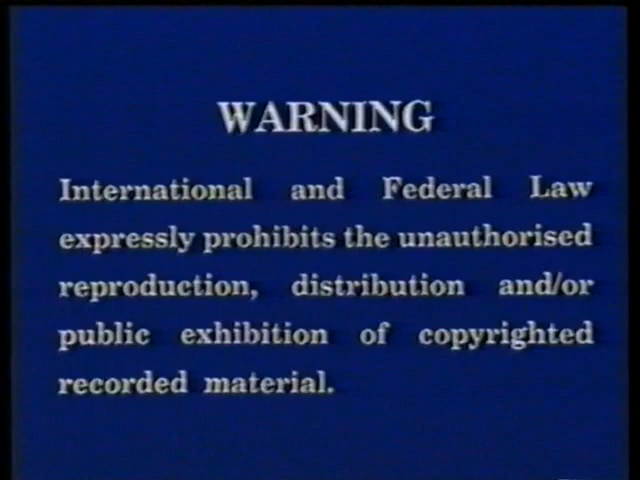 WARNING
International and Federal Law
expressly prohibits the unauthorised
reproduction, distribution and/or
public exhibition of copyrighted
recorded material.